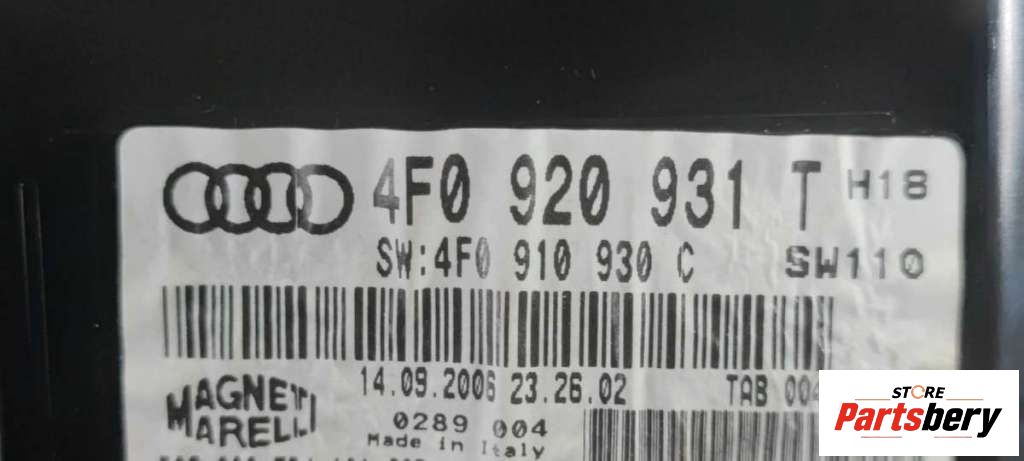 4F0 920 931 T H18
SW:4F0 910 930 C SW110
14.09.2006 23.26.02 TAB 004
MAGNETI
MARELLI
0289 004
Made in Italy
STORE
Partsbery